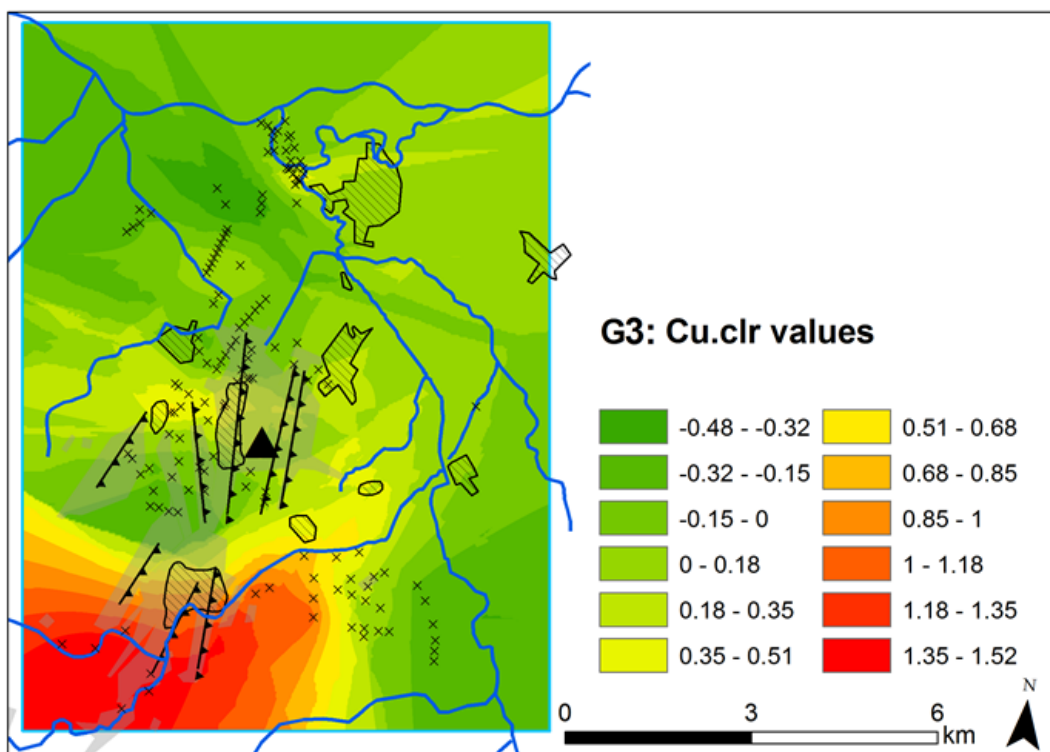 G3: Cu.clr values
-0.48 - -0.32
-0.32 - -0.15
-0.15 - 0
0 - 0.18
0.18 - 0.35
0.35 - 0.51
0.51 - 0.68
0.68 - 0.85
0.85 - 1
1 - 1.18
1.18 - 1.35
1.35 - 1.52
N
0 3 6
km